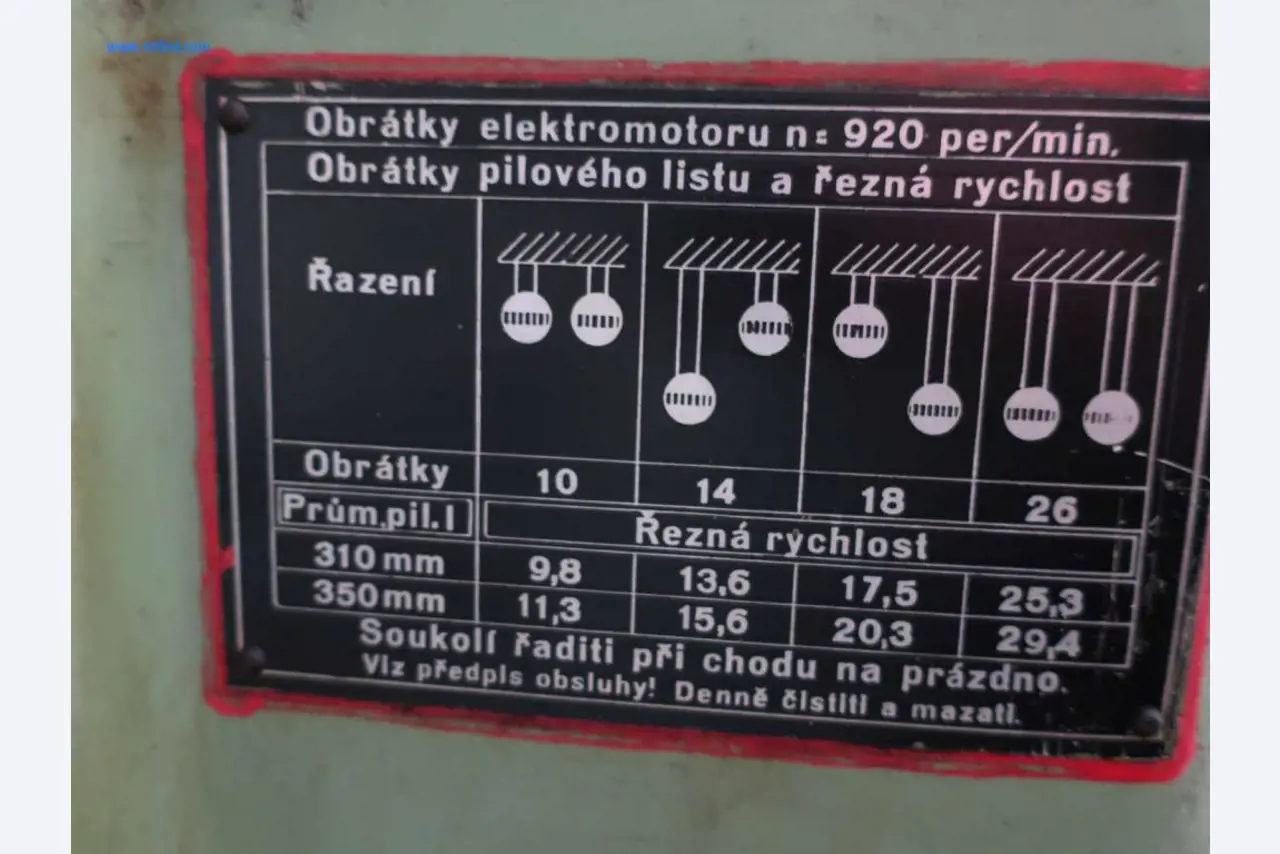 Obrátky elektromotoru n= 920 per/min.
Obrátky pilového listu a řezná rychlost
Řazení
Obrátky 10 14 18 26
Prům.pil.l Řezná rychlost
310 mm 9,8 13,6 17,5 25,3
350mm 11,3 15,6 20,3 29,4
Soukolí řaditi při chodu na prázdno.
Viz předpis obsluhy! Denně čistiti a mazati.